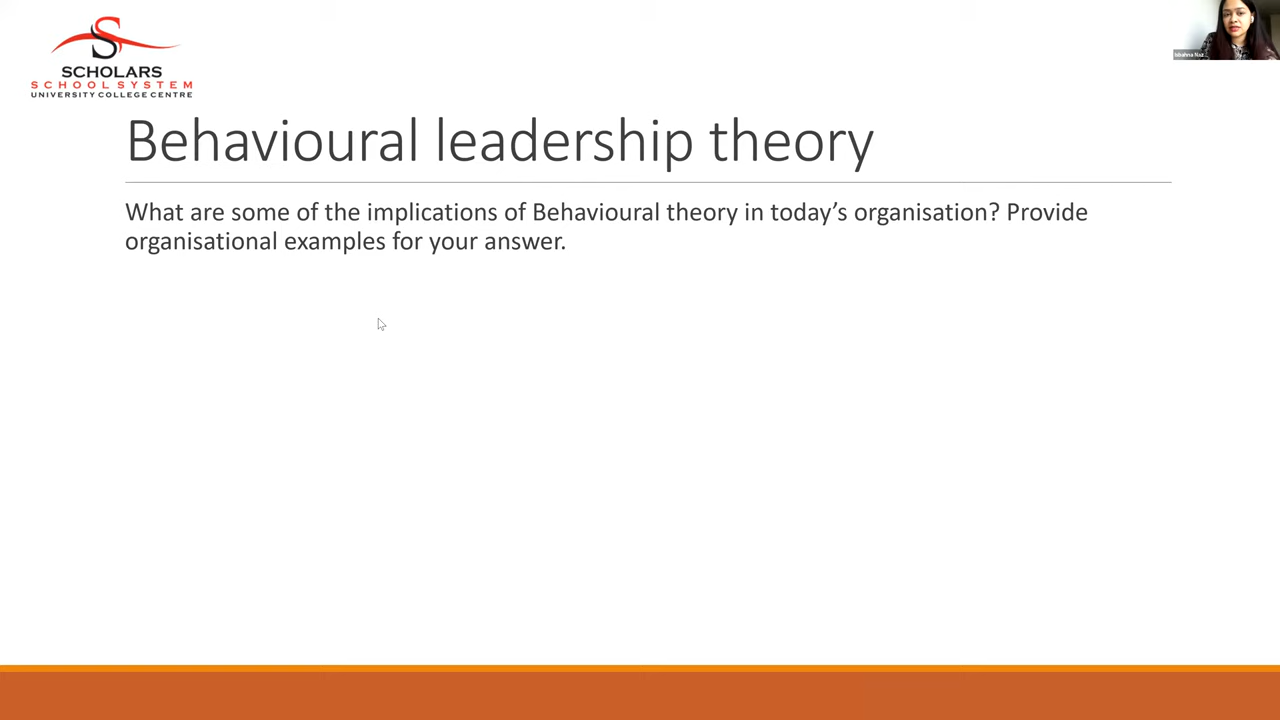 S
SCHOLARS
SCHOOL SYSTEM
UNIVERSITY COLLEGE CENTRE
Behavioural leadership theory
What are some of the implications of Behavioural theory in today’s organisation? Provide
organisational examples for your answer.